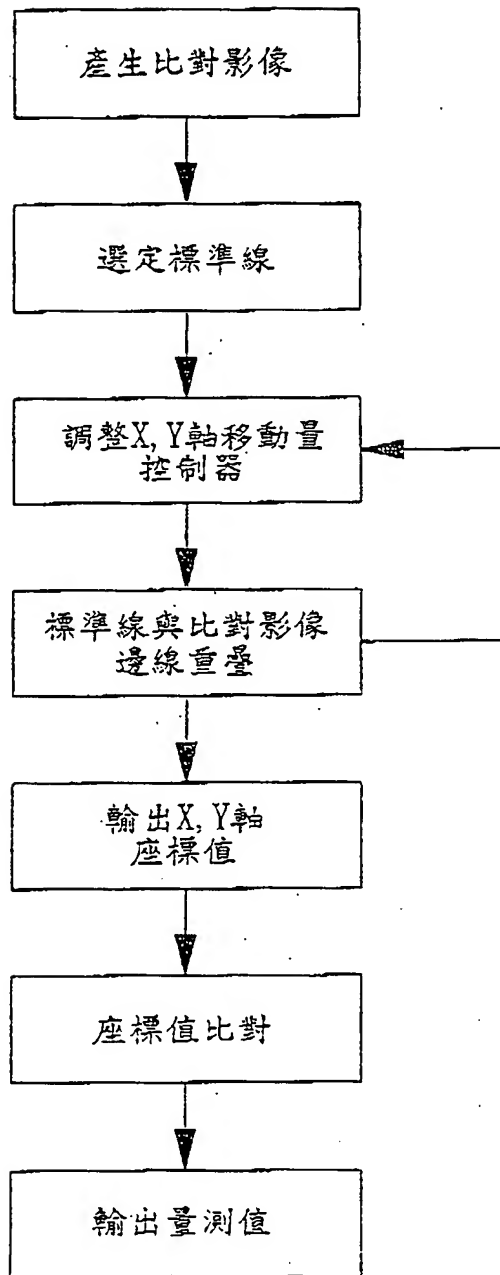 產生比對影像
選定標準線
調整X,Y軸移動量
控制器
標準線與比對影像
邊線重疊
輸出X,Y軸
座標值
座標值比對
輸出量測值